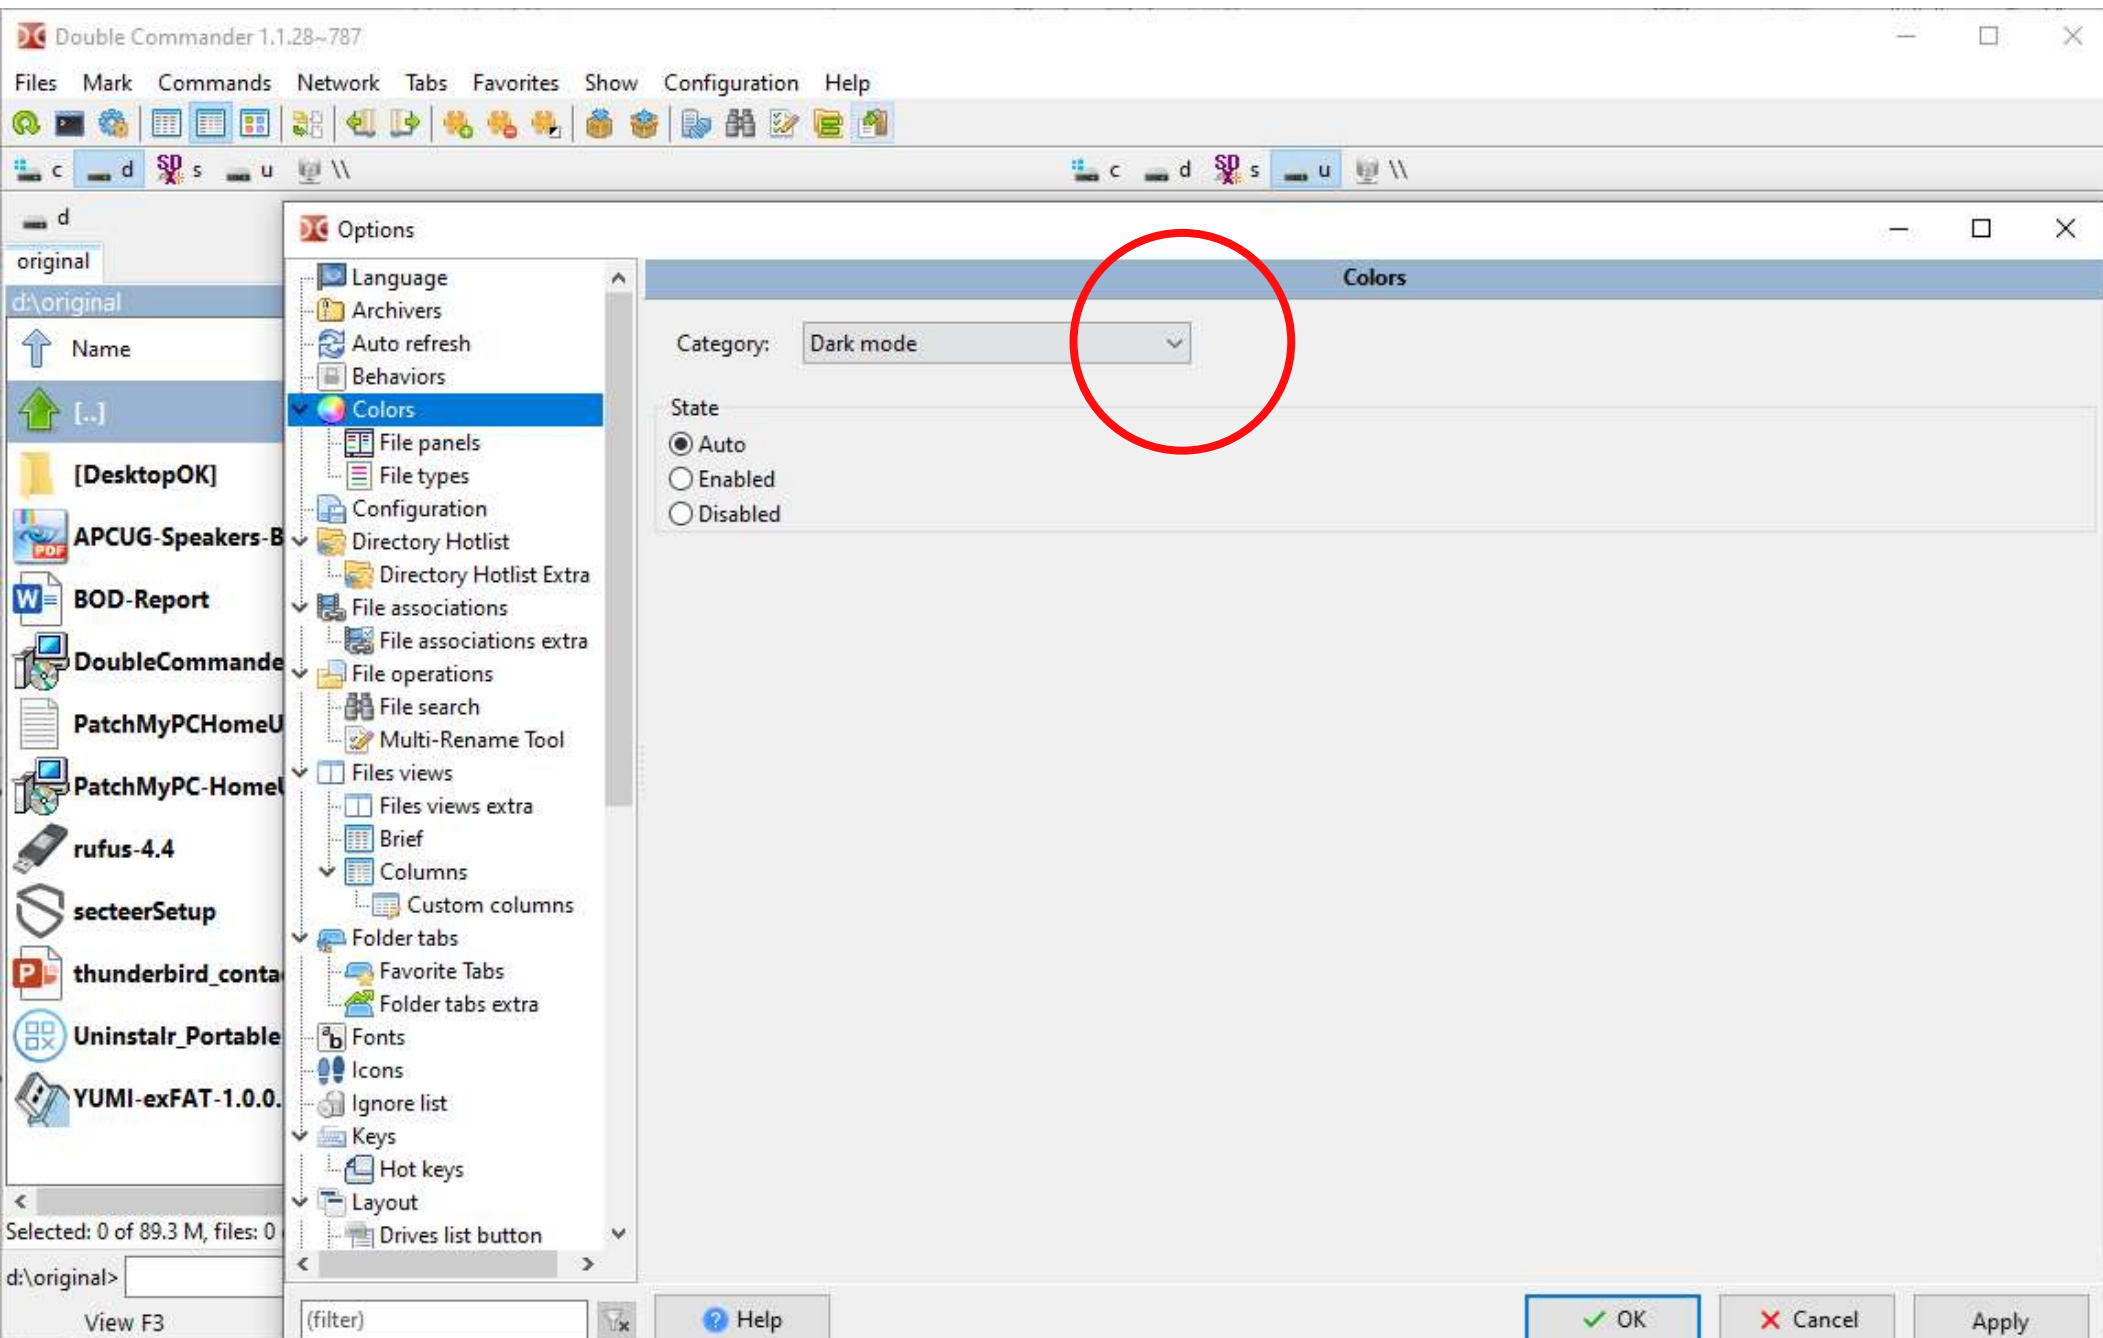 Double Commander 1.1.28~787
Files Mark Commands Network Tabs Favorites Show Configuration Help
c d s u \\ c d s u \\
d
original
d:\original
Name
[..]
[DesktopOK]
APCUG-Speakers-B
BOD-Report
DoubleCommande
PatchMyPCHomeU
PatchMyPC-HomeU
rufus-4.4
secteerSetup
thunderbird_conta
Uninstalr_Portable
YUMI-exFAT-1.0.0.
Selected: 0 of 89.3 M, files: 0
d:\original>
View F3
Options
Language
Archivers
Auto refresh
Behaviors
Colors
File panels
File types
Configuration
Directory Hotlist
Directory Hotlist Extra
File associations
File associations extra
File operations
File search
Multi-Rename Tool
Files views
Files views extra
Brief
Columns
Custom columns
Folder tabs
Favorite Tabs
Folder tabs extra
Fonts
Icons
Ignore list
Keys
Hot keys
Layout
Drives list button
(filter)
Colors
Category: Dark mode
State
Auto
Enabled
Disabled
Help OK Cancel Apply